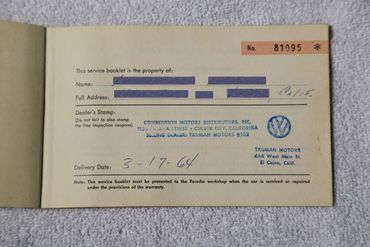 No. 81095 *
This service booklet is the property of:
Name:
Full Address: Calif.
Dealer's Stamp:
(Do not fail to also stamp
the free inspection coupons)
COMPETITION MOTORS DISTRIBUTORS, INC.
STREET • CULVER CITY, CALIFORNIA
SELLING DEALER: TRUMAN MOTORS
TRUMAN MOTORS
464 West Main St.
El Cajon, Calif.
Delivery Date: 3-17-64
Note: This service booklet must be presented to the Porsche workshop when the car is serviced or repaired
under the provisions of the warranty.